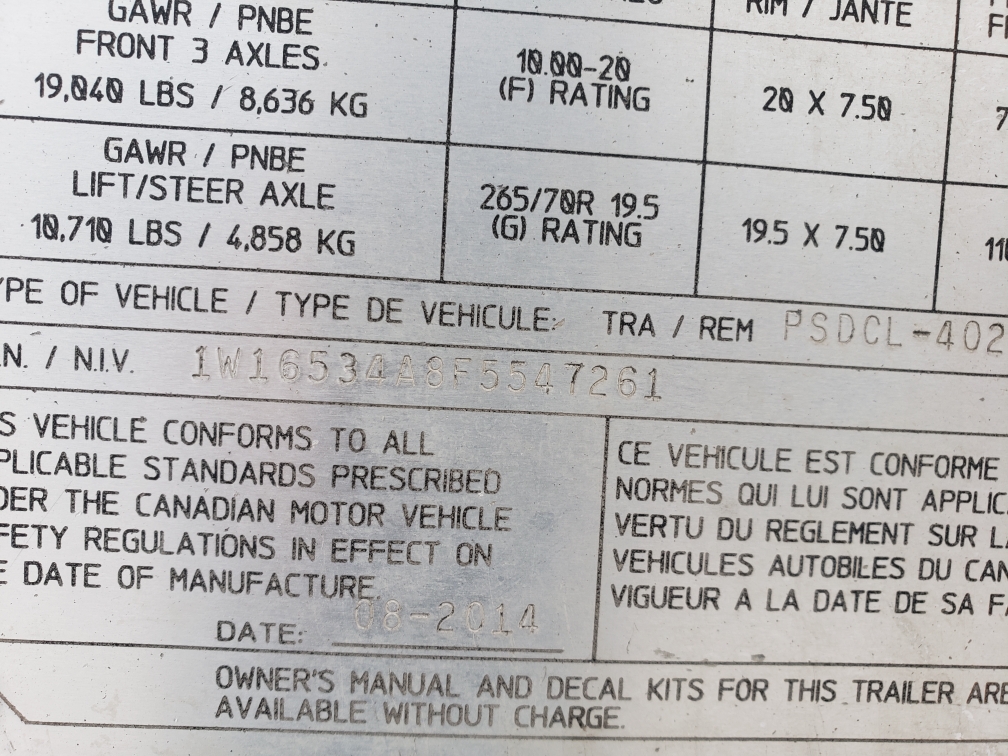 GAWR / PNBE
FRONT 3 AXLES
19,040 LBS / 8,636 KG
10.00-20
(F) RATING
RIM / JANTE
20 X 7.50
GAWR / PNBE
LIFT/STEER AXLE
10,710 LBS / 4,858 KG
265/70R 19.5
(G) RATING
19.5 X 7.50
YPE OF VEHICLE / TYPE DE VEHICULE: TRA / REM PSDCL-402
.N. / N.I.V. 1W16534A8F5547261
S VEHICLE CONFORMS TO ALL
PLICABLE STANDARDS PRESCRIBED
DER THE CANADIAN MOTOR VEHICLE
FETY REGULATIONS IN EFFECT ON
E DATE OF MANUFACTURE.
DATE: 08-2014
CE VEHICULE EST CONFORME
NORMES QUI LUI SONT APPLIC
VERTU DU REGLEMENT SUR L
VEHICULES AUTOBILES DU CAN
VIGUEUR A LA DATE DE SA F
OWNER'S MANUAL AND DECAL KITS FOR THIS TRAILER ARE
AVAILABLE WITHOUT CHARGE.